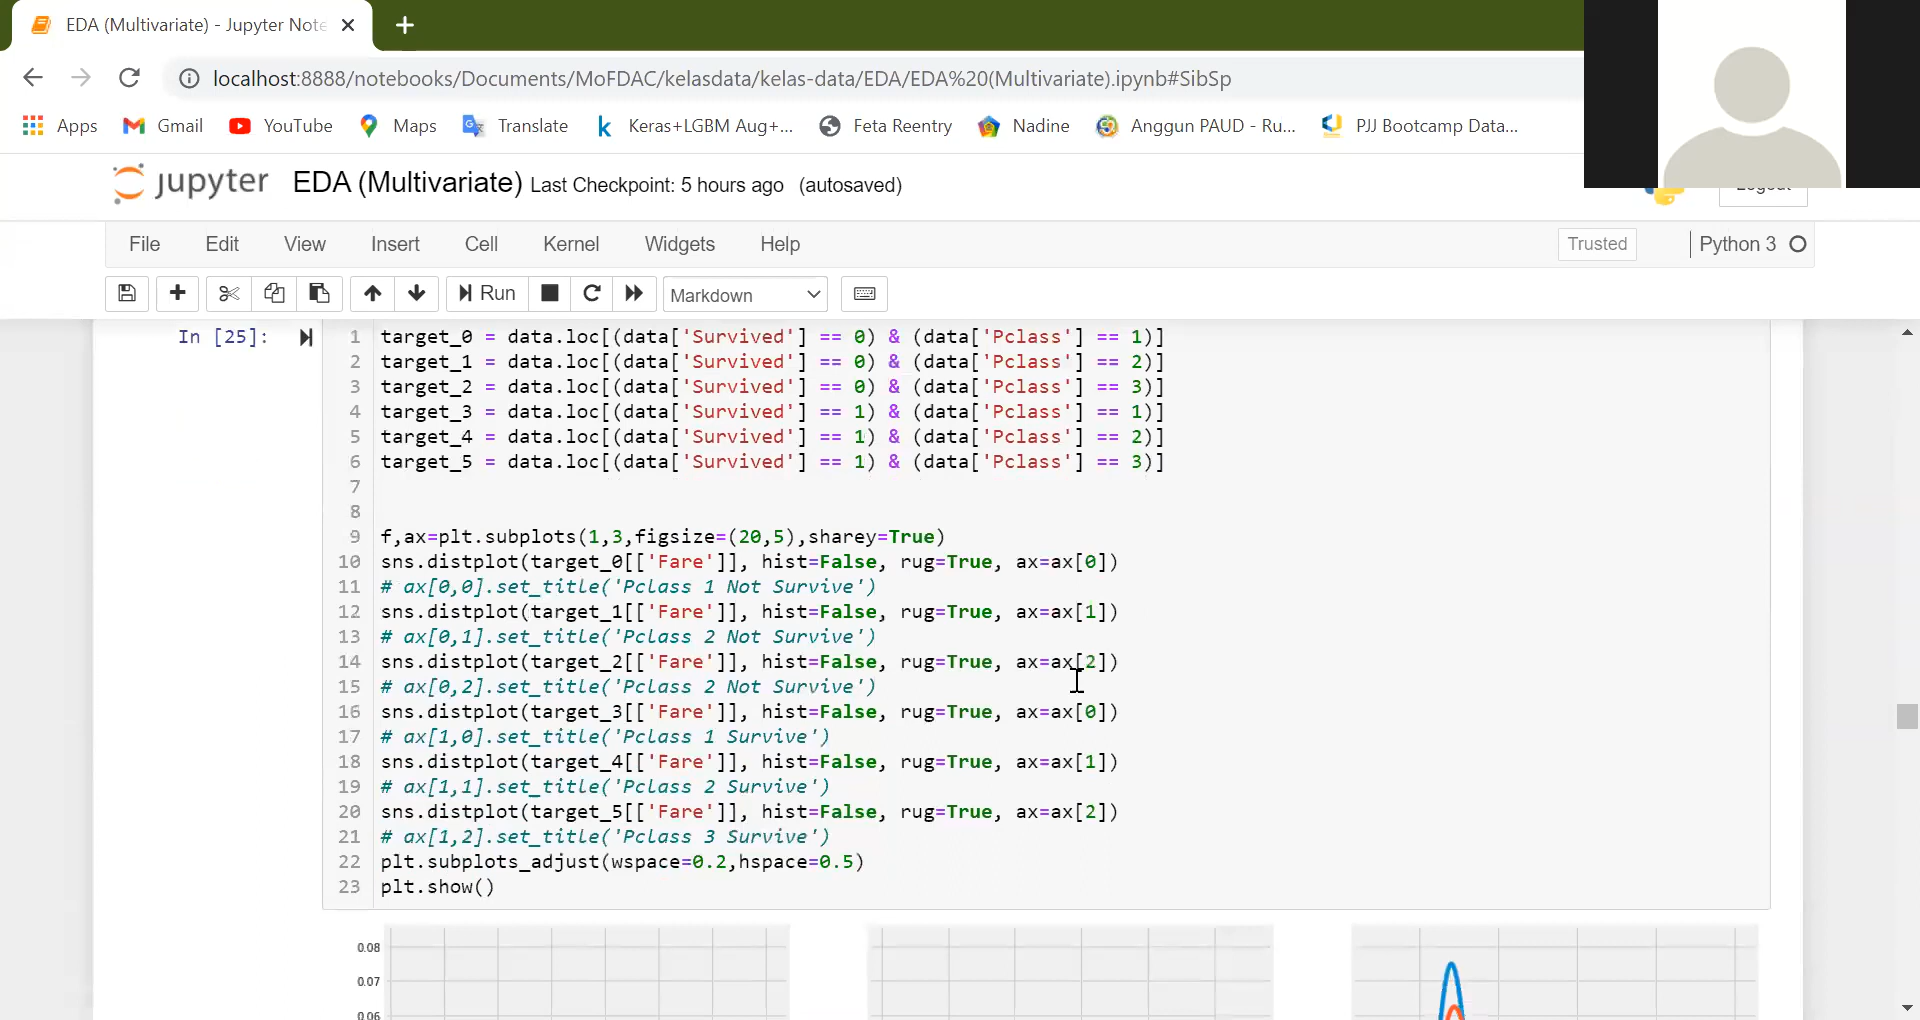 EDA (Multivariate) - Jupyter Note
localhost:8888/notebooks/Documents/MoFDAC/kelasdata/kelas-data/EDA/EDA%20(Multivariate).ipynb#SibSp
Apps Gmail YouTube Maps Translate Keras+LGBM Aug+... Feta Reentry Nadine Anggun PAUD - Ru... PJJ Bootcamp Data...
jupyter EDA (Multivariate) Last Checkpoint: 5 hours ago (autosaved)
Logout
File Edit View Insert Cell Kernel Widgets Help Trusted Python 3
Run Markdown
In [25]:
1 target_0 = data.loc[(data['Survived'] == 0) & (data['Pclass'] == 1)]
2 target_1 = data.loc[(data['Survived'] == 0) & (data['Pclass'] == 2)]
3 target_2 = data.loc[(data['Survived'] == 0) & (data['Pclass'] == 3)]
4 target_3 = data.loc[(data['Survived'] == 1) & (data['Pclass'] == 1)]
5 target_4 = data.loc[(data['Survived'] == 1) & (data['Pclass'] == 2)]
6 target_5 = data.loc[(data['Survived'] == 1) & (data['Pclass'] == 3)]
7
8
9 f,ax=plt.subplots(1,3,figsize=(20,5),sharey=True)
10 sns.distplot(target_0[['Fare']], hist=False, rug=True, ax=ax[0])
11 # ax[0,0].set_title('Pclass 1 Not Survive')
12 sns.distplot(target_1[['Fare']], hist=False, rug=True, ax=ax[1])
13 # ax[0,1].set_title('Pclass 2 Not Survive')
14 sns.distplot(target_2[['Fare']], hist=False, rug=True, ax=ax[2])
15 # ax[0,2].set_title('Pclass 2 Not Survive')
16 sns.distplot(target_3[['Fare']], hist=False, rug=True, ax=ax[0])
17 # ax[1,0].set_title('Pclass 1 Survive')
18 sns.distplot(target_4[['Fare']], hist=False, rug=True, ax=ax[1])
19 # ax[1,1].set_title('Pclass 2 Survive')
20 sns.distplot(target_5[['Fare']], hist=False, rug=True, ax=ax[2])
21 # ax[1,2].set_title('Pclass 3 Survive')
22 plt.subplots_adjust(wspace=0.2,hspace=0.5)
23 plt.show()
0.08
0.07
0.06